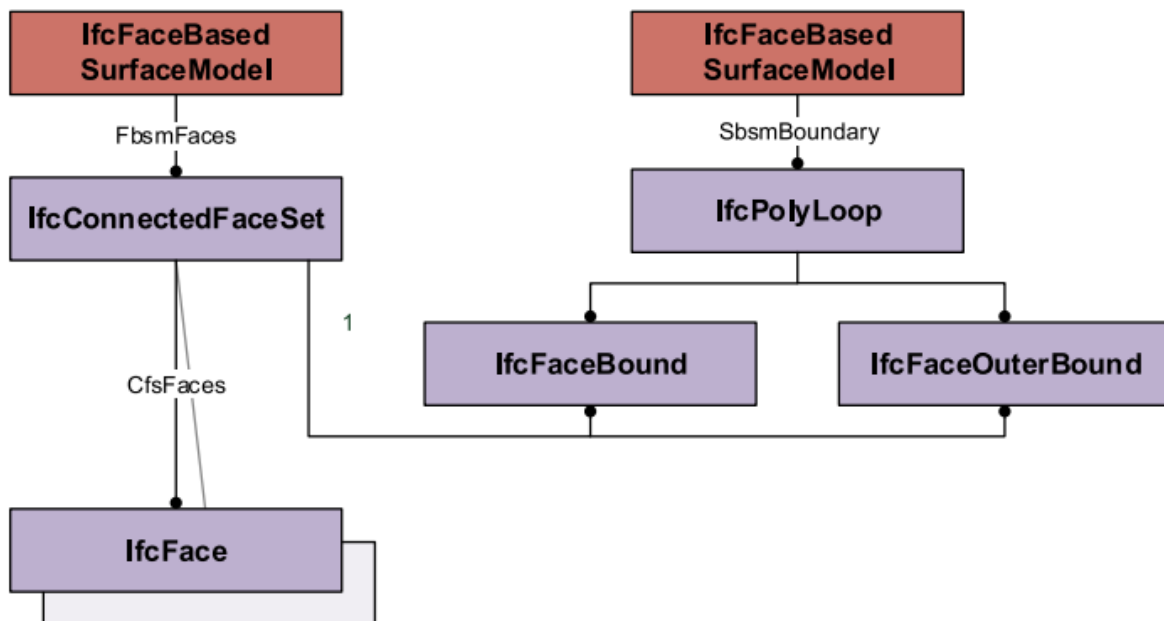 IfcFaceBased
SurfaceModel
IfcFaceBased
SurfaceModel
FbsmFaces
SbsmBoundary
IfcConnectedFaceSet
IfcPolyLoop
1
IfcFaceBound
IfcFaceOuterBound
CfsFaces
IfcFace